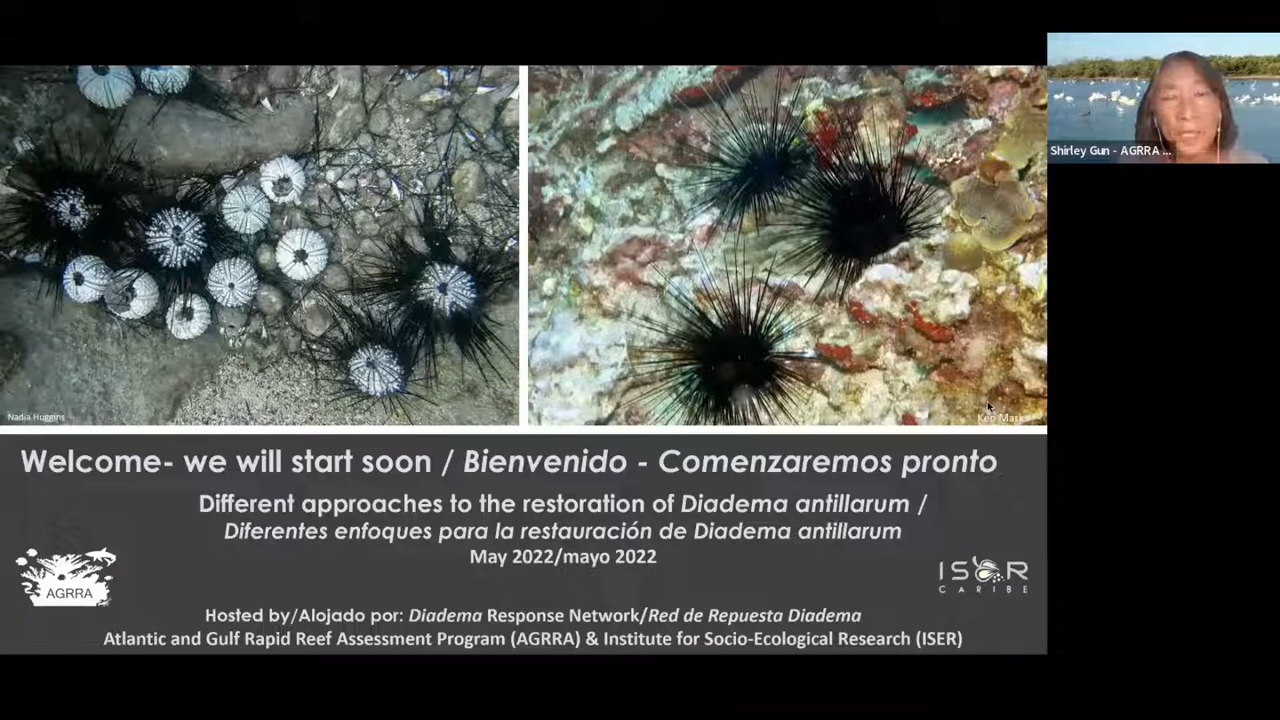 Shirley Gun - AGRRA ...
Nadia Huggins
Ken Marks
Welcome- we will start soon / Bienvenido - Comenzaremos pronto
Different approaches to the restoration of Diadema antillarum /
Diferentes enfoques para la restauración de Diadema antillarum
May 2022/mayo 2022
AGRRA
ISER
CARIBE
Hosted by/Alojado por: Diadema Response Network/Red de Repuesta Diadema
Atlantic and Gulf Rapid Reef Assessment Program (AGRRA) & Institute for Socio-Ecological Research (ISER)